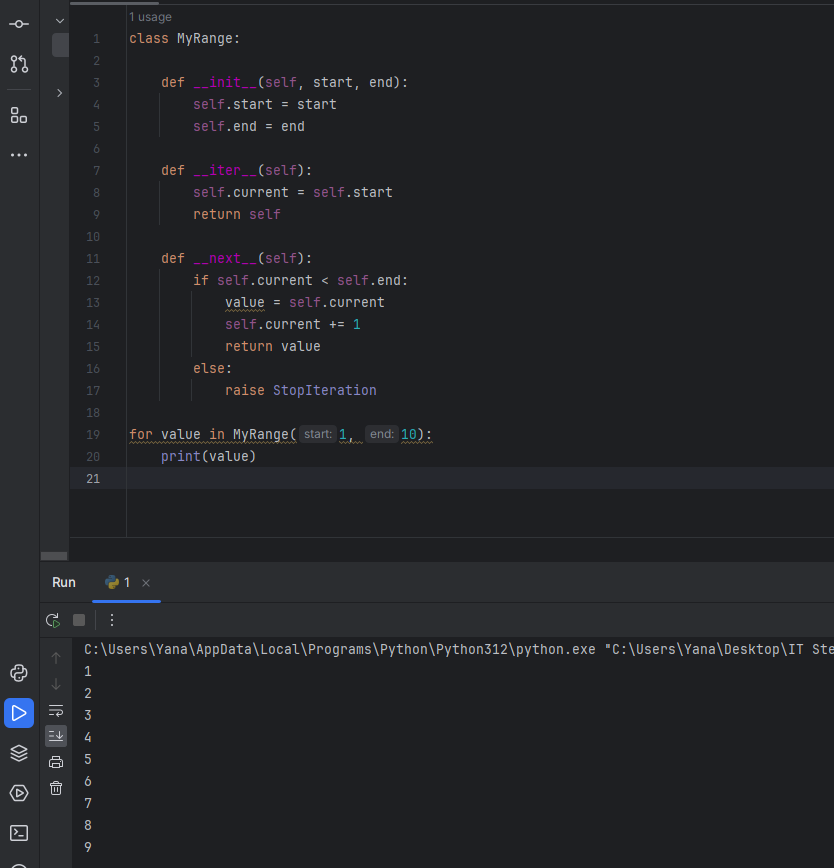 1 usage
1 class MyRange:
2
3 def __init__(self, start, end):
4 self.start = start
5 self.end = end
6
7 def __iter__(self):
8 self.current = self.start
9 return self
10
11 def __next__(self):
12 if self.current < self.end:
13 value = self.current
14 self.current += 1
15 return value
16 else:
17 raise StopIteration
18
19 for value in MyRange( start: 1, end: 10):
20 print(value)
21
Run 1
C:\Users\Yana\AppData\Local\Programs\Python\Python312\python.exe "C:\Users\Yana\Desktop\IT Ste
1
2
3
4
5
6
7
8
9